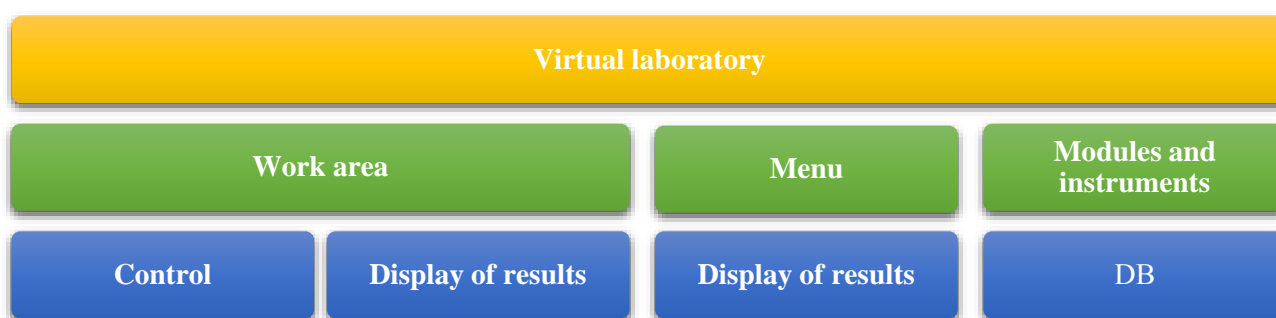 Virtual laboratory
Work area
Menu
Modules and
instruments
Control
Display of results
Display of results
DB